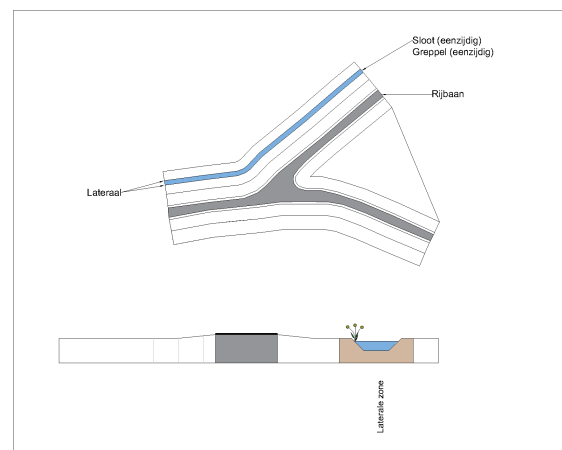 Sloot (eenzijdig)
Greppel (eenzijdig)
Rijbaan
Lateraal
Laterale zone